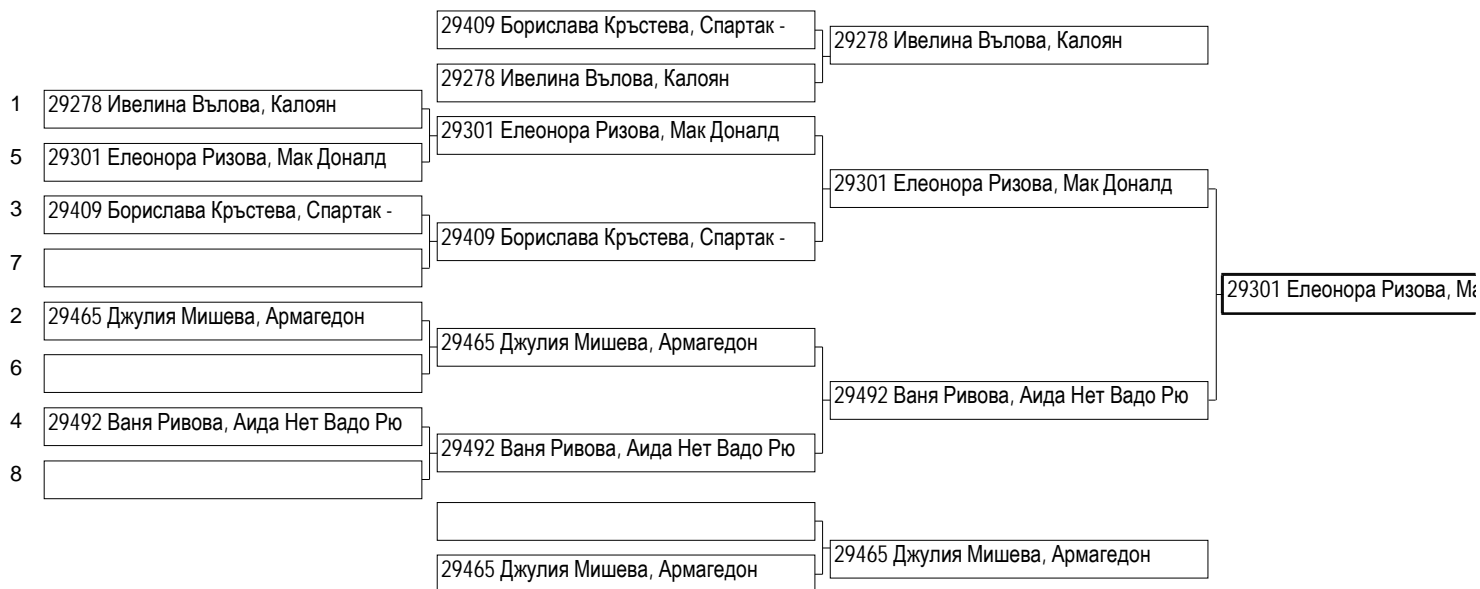 29409 Борислава Кръстева, Спартак -
29278 Ивелина Вълова, Калоян
29278 Ивелина Вълова, Калоян
1 29278 Ивелина Вълова, Калоян
29301 Елеонора Ризова, Мак Доналд
5 29301 Елеонора Ризова, Мак Доналд
29301 Елеонора Ризова, Мак Доналд
3 29409 Борислава Кръстева, Спартак -
29409 Борислава Кръстева, Спартак -
7
29301 Елеонора Ризова, Ма
2 29465 Джулия Мишева, Армагедон
29465 Джулия Мишева, Армагедон
6
29492 Ваня Ривова, Аида Нет Вадо Рю
4 29492 Ваня Ривова, Аида Нет Вадо Рю
29492 Ваня Ривова, Аида Нет Вадо Рю
8
29465 Джулия Мишева, Армагедон
29465 Джулия Мишева, Армагедон